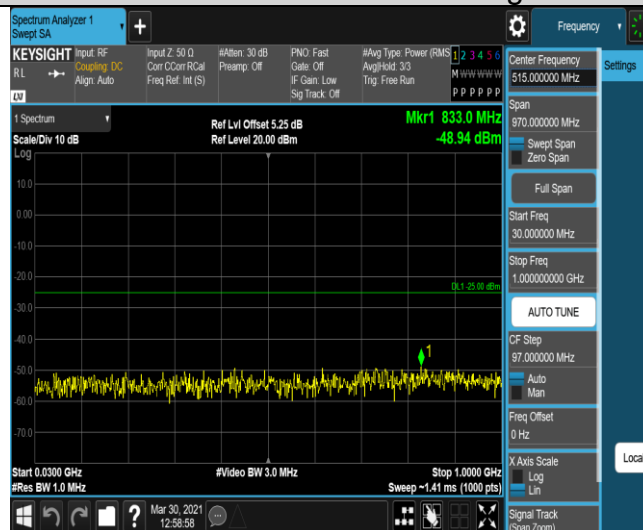 Spectrum Analyzer 1
Swept SA
+
Frequency
KEYSIGHT
RL
Input: RF
Coupling: DC
Align: Auto
Input Z: 50 Ω
Corr CCorr RCal
Freq Ref: Int (S)
#Atten: 30 dB
Preamp: Off
PNO: Fast
Gate: Off
IF Gain: Low
Sig Track: Off
#Avg Type: Power (RMS
Avg|Hold: 3/3
Trig: Free Run
1 2 3 4 5 6
M W W W W W
P P P P P P
LXI
1 Spectrum
Scale/Div 10 dB
Log
Ref Lvl Offset 5.25 dB
Ref Level 20.00 dBm
Mkr1 833.0 MHz
-48.94 dBm
10.0
0.00
-10.0
-20.0
DL1 -25.00 dBm
-30.0
-40.0
1
-50.0
-60.0
-70.0
Start 0.0300 GHz
#Res BW 1.0 MHz
#Video BW 3.0 MHz
Stop 1.0000 GHz
Sweep ~1.41 ms (1000 pts)
?
Mar 30, 2021
12:58:58
Center Frequency
515.000000 MHz
Settings
Span
970.000000 MHz
Swept Span
Zero Span
Full Span
Start Freq
30.000000 MHz
Stop Freq
1.000000000 GHz
AUTO TUNE
CF Step
97.000000 MHz
Auto
Man
Freq Offset
0 Hz
X Axis Scale
Log
Lin
Local
Signal Track
(Span Zoom)